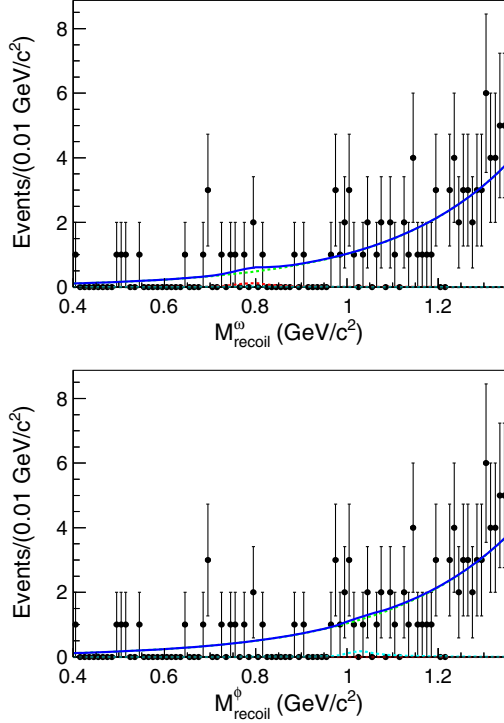 8
6
4
2
0
Events/(0.01 GeV/c²)
0.4 0.6 0.8 1 1.2
M^ω_recoil (GeV/c²)
8
6
4
2
0
Events/(0.01 GeV/c²)
0.4 0.6 0.8 1 1.2
M^ϕ_recoil (GeV/c²)